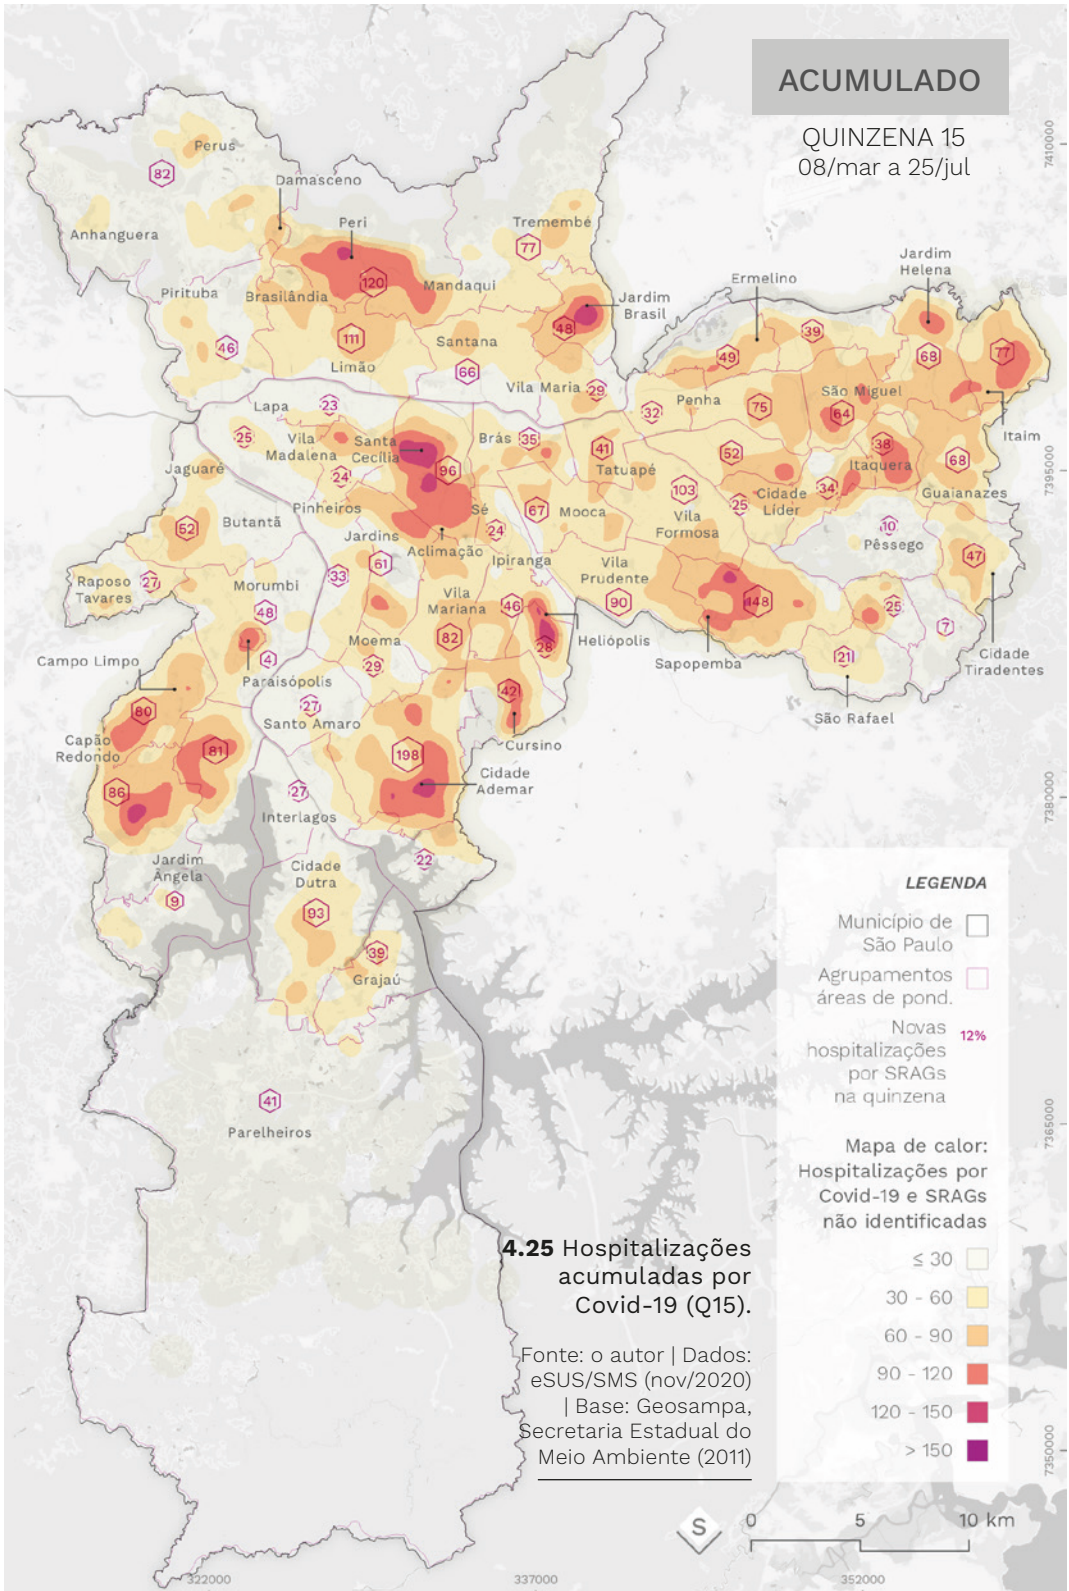 ACUMULADO
QUINZENA 15
08/mar a 25/jul
7410000
Perus
82
Damasceno
Anhanguera
Peri
Tremembé
77
Jardim
Helena
Ermelino
120
Pirituba
Brasilândia
Mandaqui
Jardim
Brasil
48
39
46
111
Santana
49
68
77
Limão
66
Vila Maria
29
São Miguel
Lapa
23
32
Penha
75
64
Itaim
25
Vila
Madalena
Santa
Cecília
Brás
35
41
52
38
7395000
Jaguaré
24
96
Tatuapé
Itaquera
68
103
Cidade
Líder
34
Guaianazes
Pinheiros
Sé
67
Mooca
25
52
Butantã
Jardins
Aclimação
24
Vila
Formosa
10
Pêssego
Ipiranga
47
Raposo
Tavares
27
Morumbi
33
61
Vila
Prudente
48
Vila
Mariana
46
90
148
25
Moema
82
28
Heliópolis
7
Campo Limpo
4
29
Sapopemba
21
Cidade
Tiradentes
Paraisópolis
80
27
42
São Rafael
Santo Amaro
Capão
Redondo
81
198
Cursino
86
27
Cidade
Ademar
7380000
Interlagos
Jardim
Ângela
Cidade
Dutra
22
9
93
39
Grajaú
41
Parelheiros
LEGENDA
Município de
São Paulo
Agrupamentos
áreas de pond.
Novas
hospitalizações
por SRAGs
na quinzena
12%
7365000
Mapa de calor:
Hospitalizações por
Covid-19 e SRAGs
não identificadas
≤ 30
30 - 60
60 - 90
90 - 120
120 - 150
> 150
7350000
4.25 Hospitalizações
acumuladas por
Covid-19 (Q15).
Fonte: o autor | Dados:
eSUS/SMS (nov/2020)
| Base: Geosampa,
Secretaria Estadual do
Meio Ambiente (2011)
S
0 5 10 km
322000
337000
352000